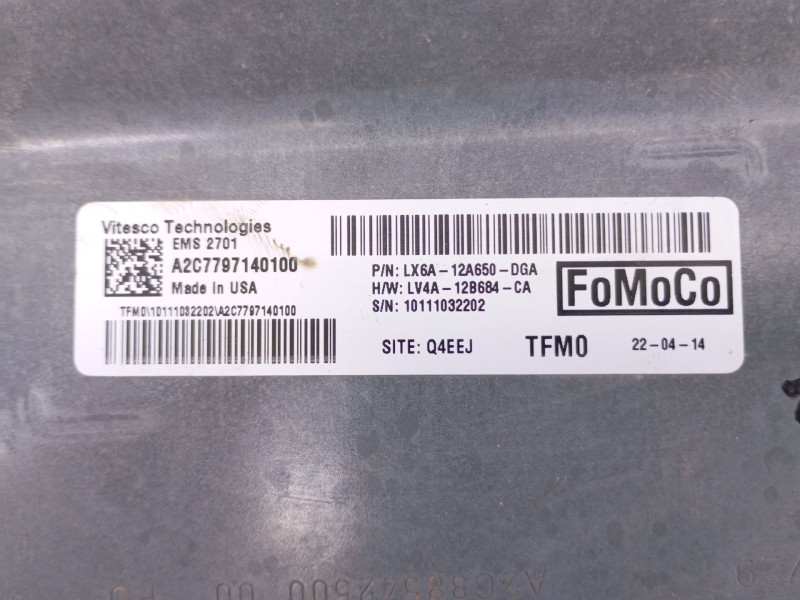 Vitesco Technologies
EMS 2701
A2C7797140100
Made in USA
TFM0\10111032202\A2C7797140100
P/N: LX6A-12A650-DGA
H/W: LV4A-12B684-CA
S/N: 10111032202
FoMoCo
SITE: Q4EEJ TFM0 22-04-14